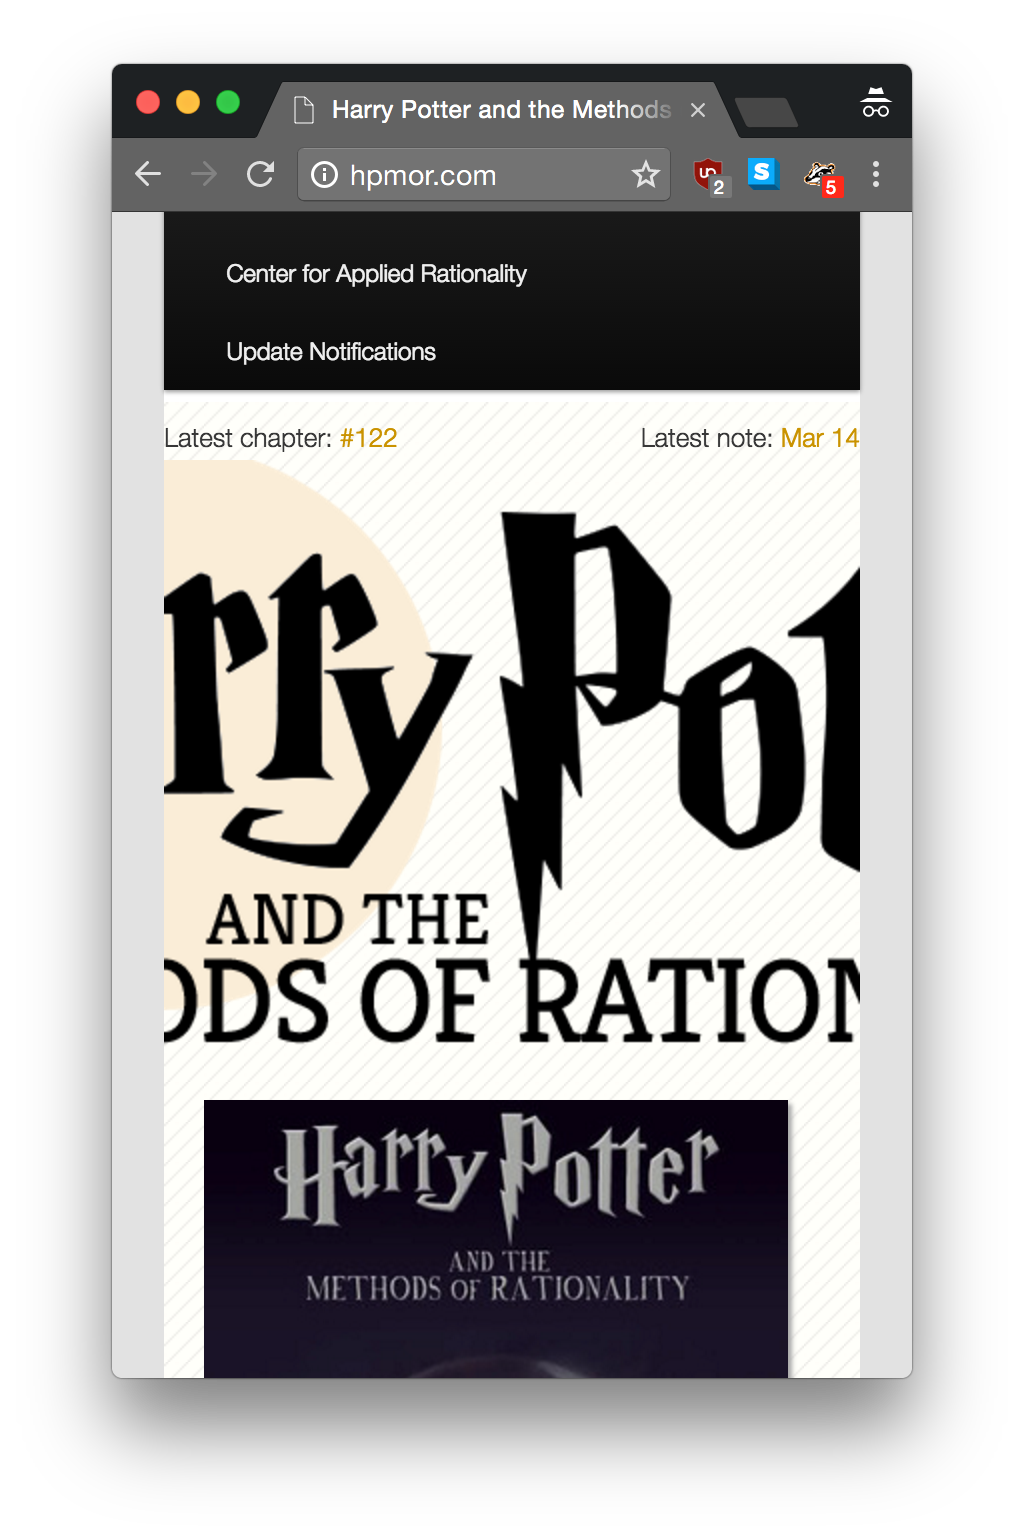 Harry Potter and the Methods
hpmor.com
2
S
5
Center for Applied Rationality
Update Notifications
Latest chapter: #122
Latest note: Mar 14
rry Pot
AND THE
ODS OF RATION
Harry Potter
AND THE
METHODS OF RATIONALITY